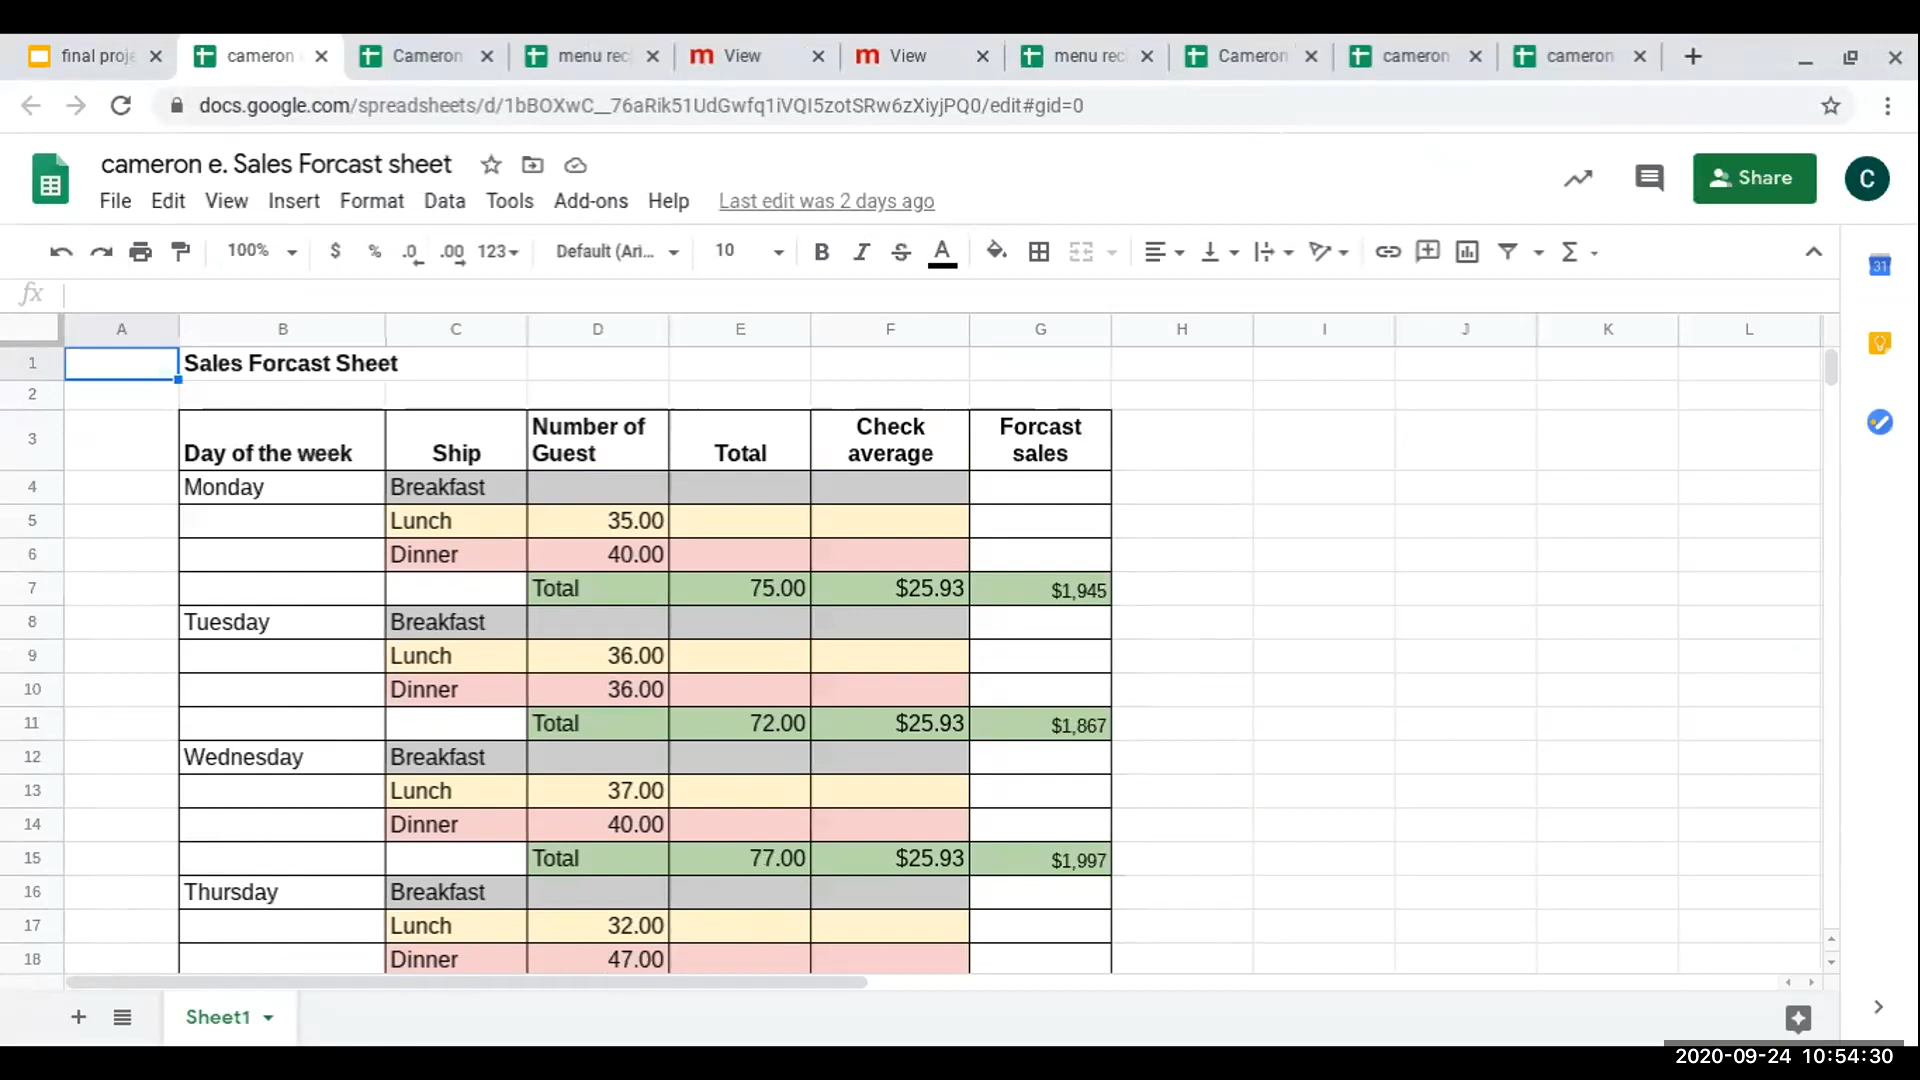 final proje cameron Cameron menu rec View View menu rec Cameron cameron cameron
docs.google.com/spreadsheets/d/1bBOXwC__76aRik51UdGwfq1iVQI5zotSRw6zXiyjPQ0/edit#gid=0
cameron e. Sales Forcast sheet
File Edit View Insert Format Data Tools Add-ons Help Last edit was 2 days ago
Share
C
100% $ % .0 .00 123 Default (Ari... 10 B I S A Σ
31
fx
A B C D E F G H I J K L
1 Sales Forcast Sheet
2
3 Day of the week Ship Number of Guest Total Check average Forcast sales
4 Monday Breakfast
5 Lunch 35.00
6 Dinner 40.00
7 Total 75.00 $25.93 $1,945
8 Tuesday Breakfast
9 Lunch 36.00
10 Dinner 36.00
11 Total 72.00 $25.93 $1,867
12 Wednesday Breakfast
13 Lunch 37.00
14 Dinner 40.00
15 Total 77.00 $25.93 $1,997
16 Thursday Breakfast
17 Lunch 32.00
18 Dinner 47.00
Sheet1
2020-09-24 10:54:30